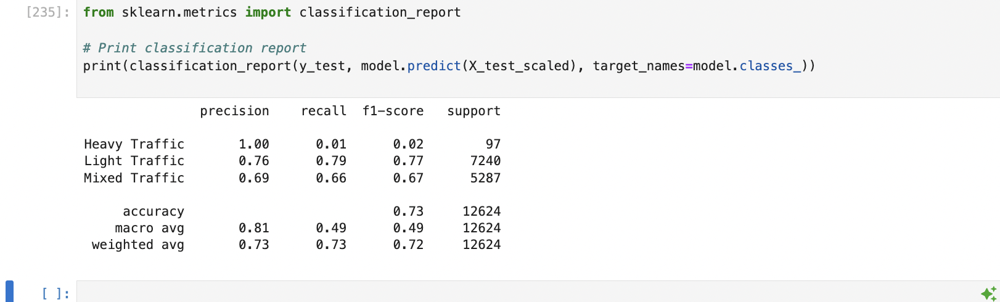 [235]: from sklearn.metrics import classification_report
# Print classification report
print(classification_report(y_test, model.predict(X_test_scaled), target_names=model.classes_))
precision recall f1-score support
Heavy Traffic 1.00 0.01 0.02 97
Light Traffic 0.76 0.79 0.77 7240
Mixed Traffic 0.69 0.66 0.67 5287
accuracy 0.73 12624
macro avg 0.81 0.49 0.49 12624
weighted avg 0.73 0.73 0.72 12624
[ ]: